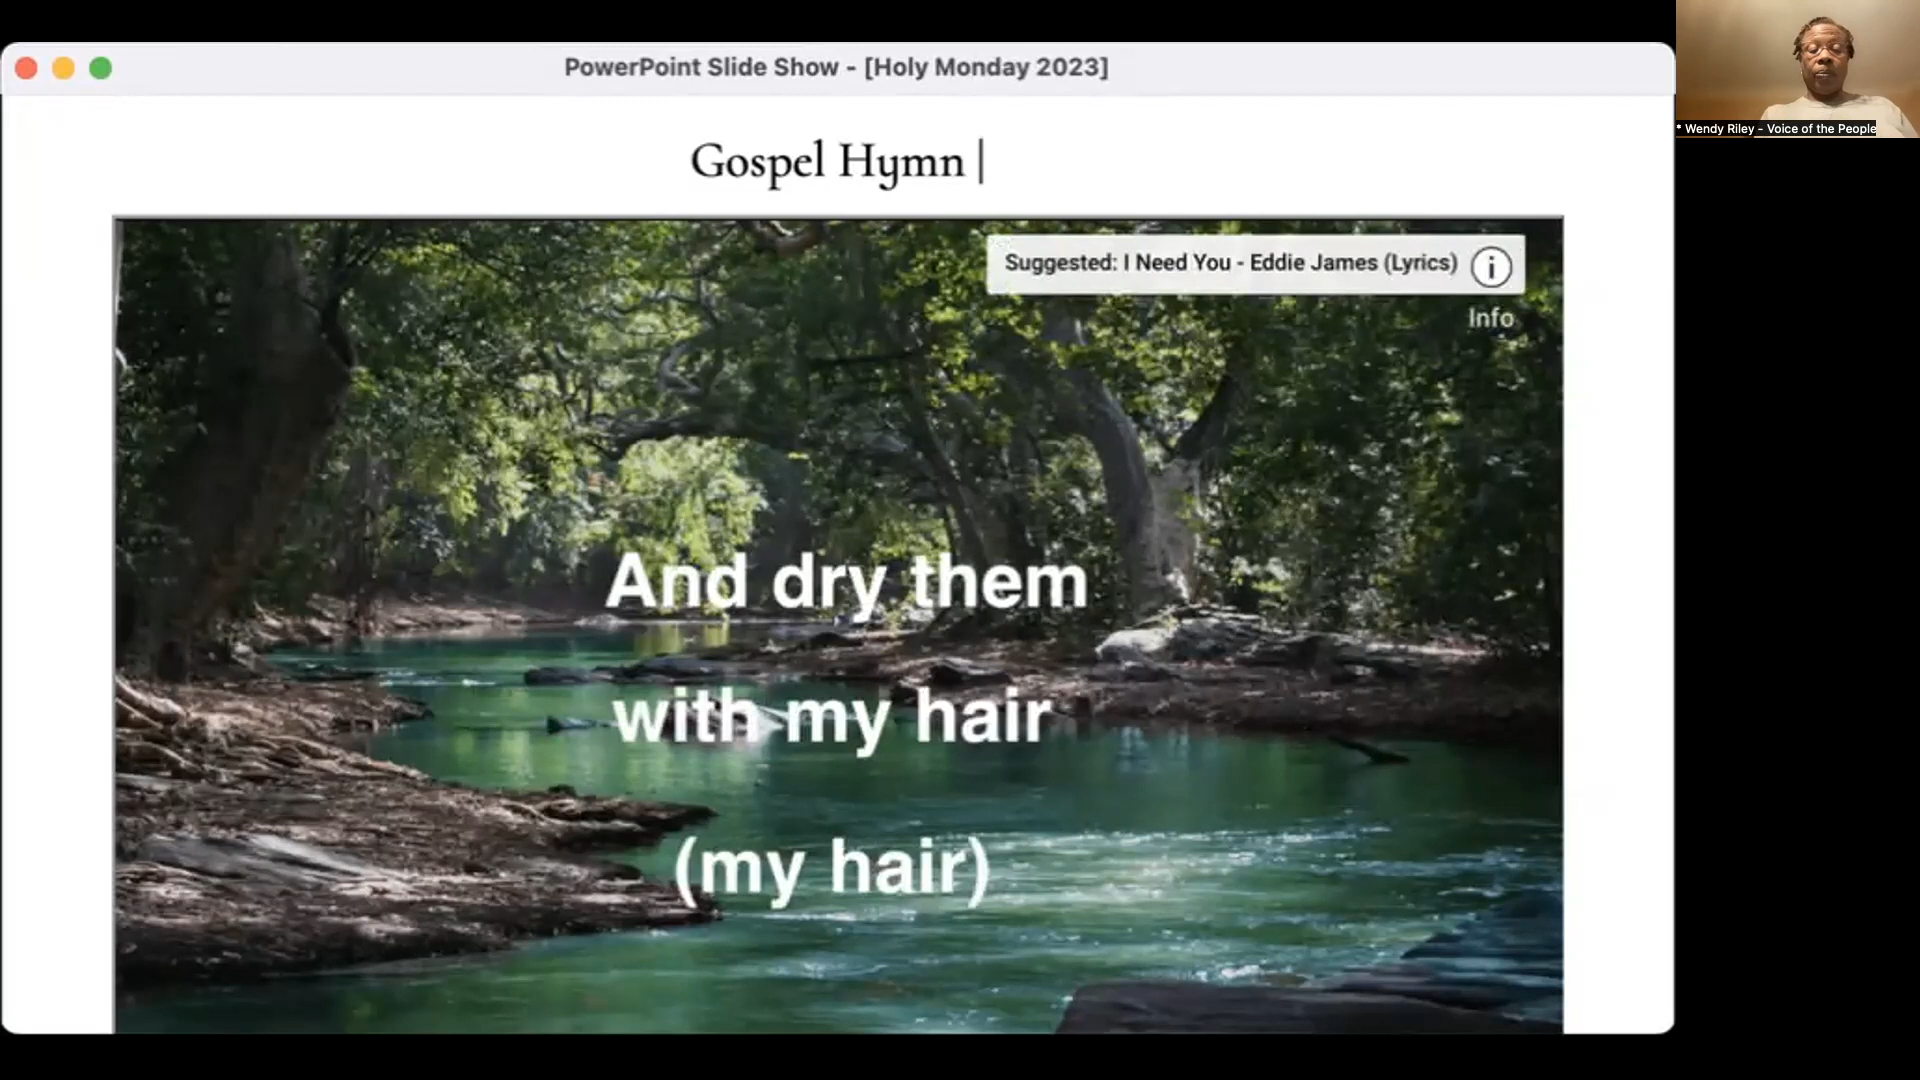 PowerPoint Slide Show - [Holy Monday 2023]
Gospel Hymn |
Suggested: I Need You - Eddie James (Lyrics)
Info
And dry them
with my hair
(my hair)
* Wendy Riley - Voice of the People